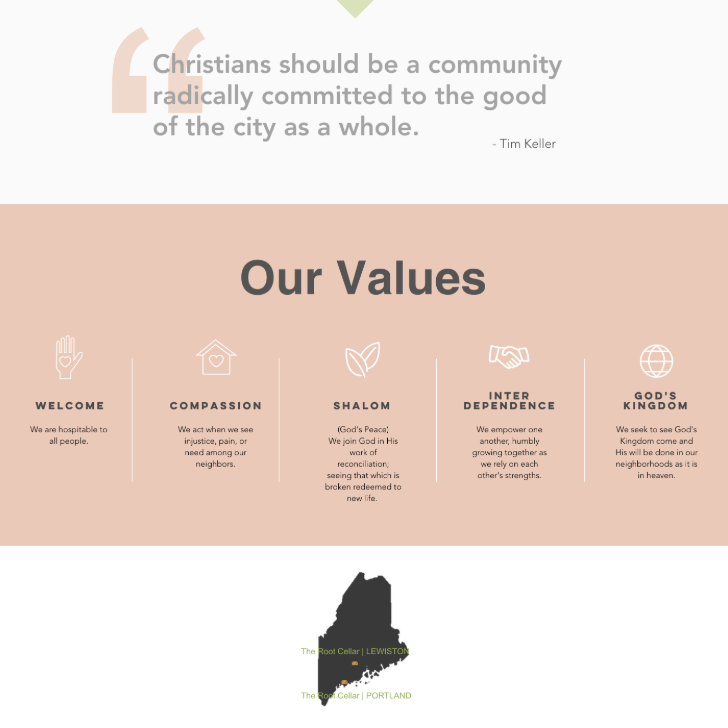 Christians should be a community
radically committed to the good
of the city as a whole.
- Tim Keller
Our Values
WELCOME
We are hospitable to
all people.
COMPASSION
We act when we see
injustice, pain, or
need among our
neighbors.
SHALOM
(God's Peace)
We join God in His
work of
reconciliation;
seeing that which is
broken redeemed to
new life.
INTER
DEPENDENCE
We empower one
another, humbly
growing together as
we rely on each
other's strengths.
GOD'S
KINGDOM
We seek to see God's
Kingdom come and
His will be done in our
neighborhoods as it is
in heaven.
The Root Cellar | LEWISTON
The Root Cellar | PORTLAND